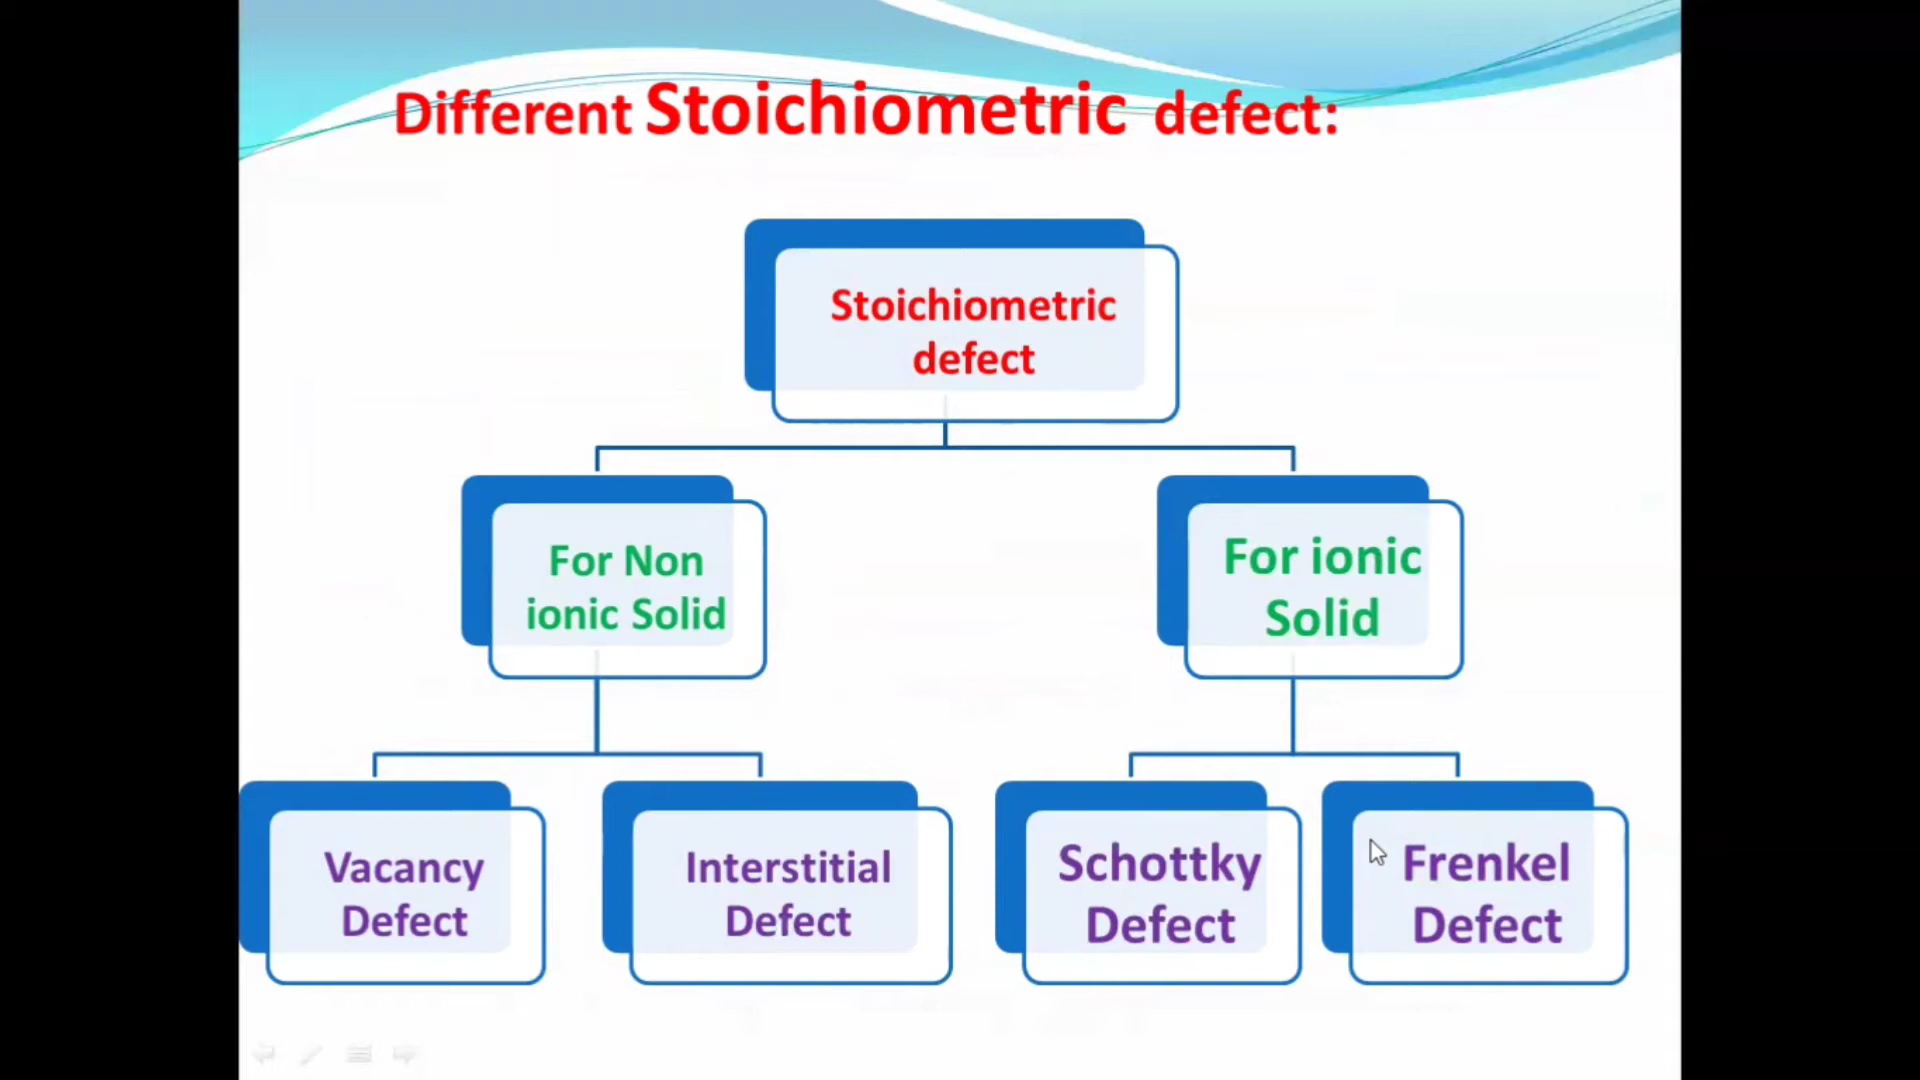 Different Stoichiometric defect:
Stoichiometric
defect
For Non
ionic Solid
For ionic
Solid
Vacancy
Defect
Interstitial
Defect
Schottky
Defect
Frenkel
Defect